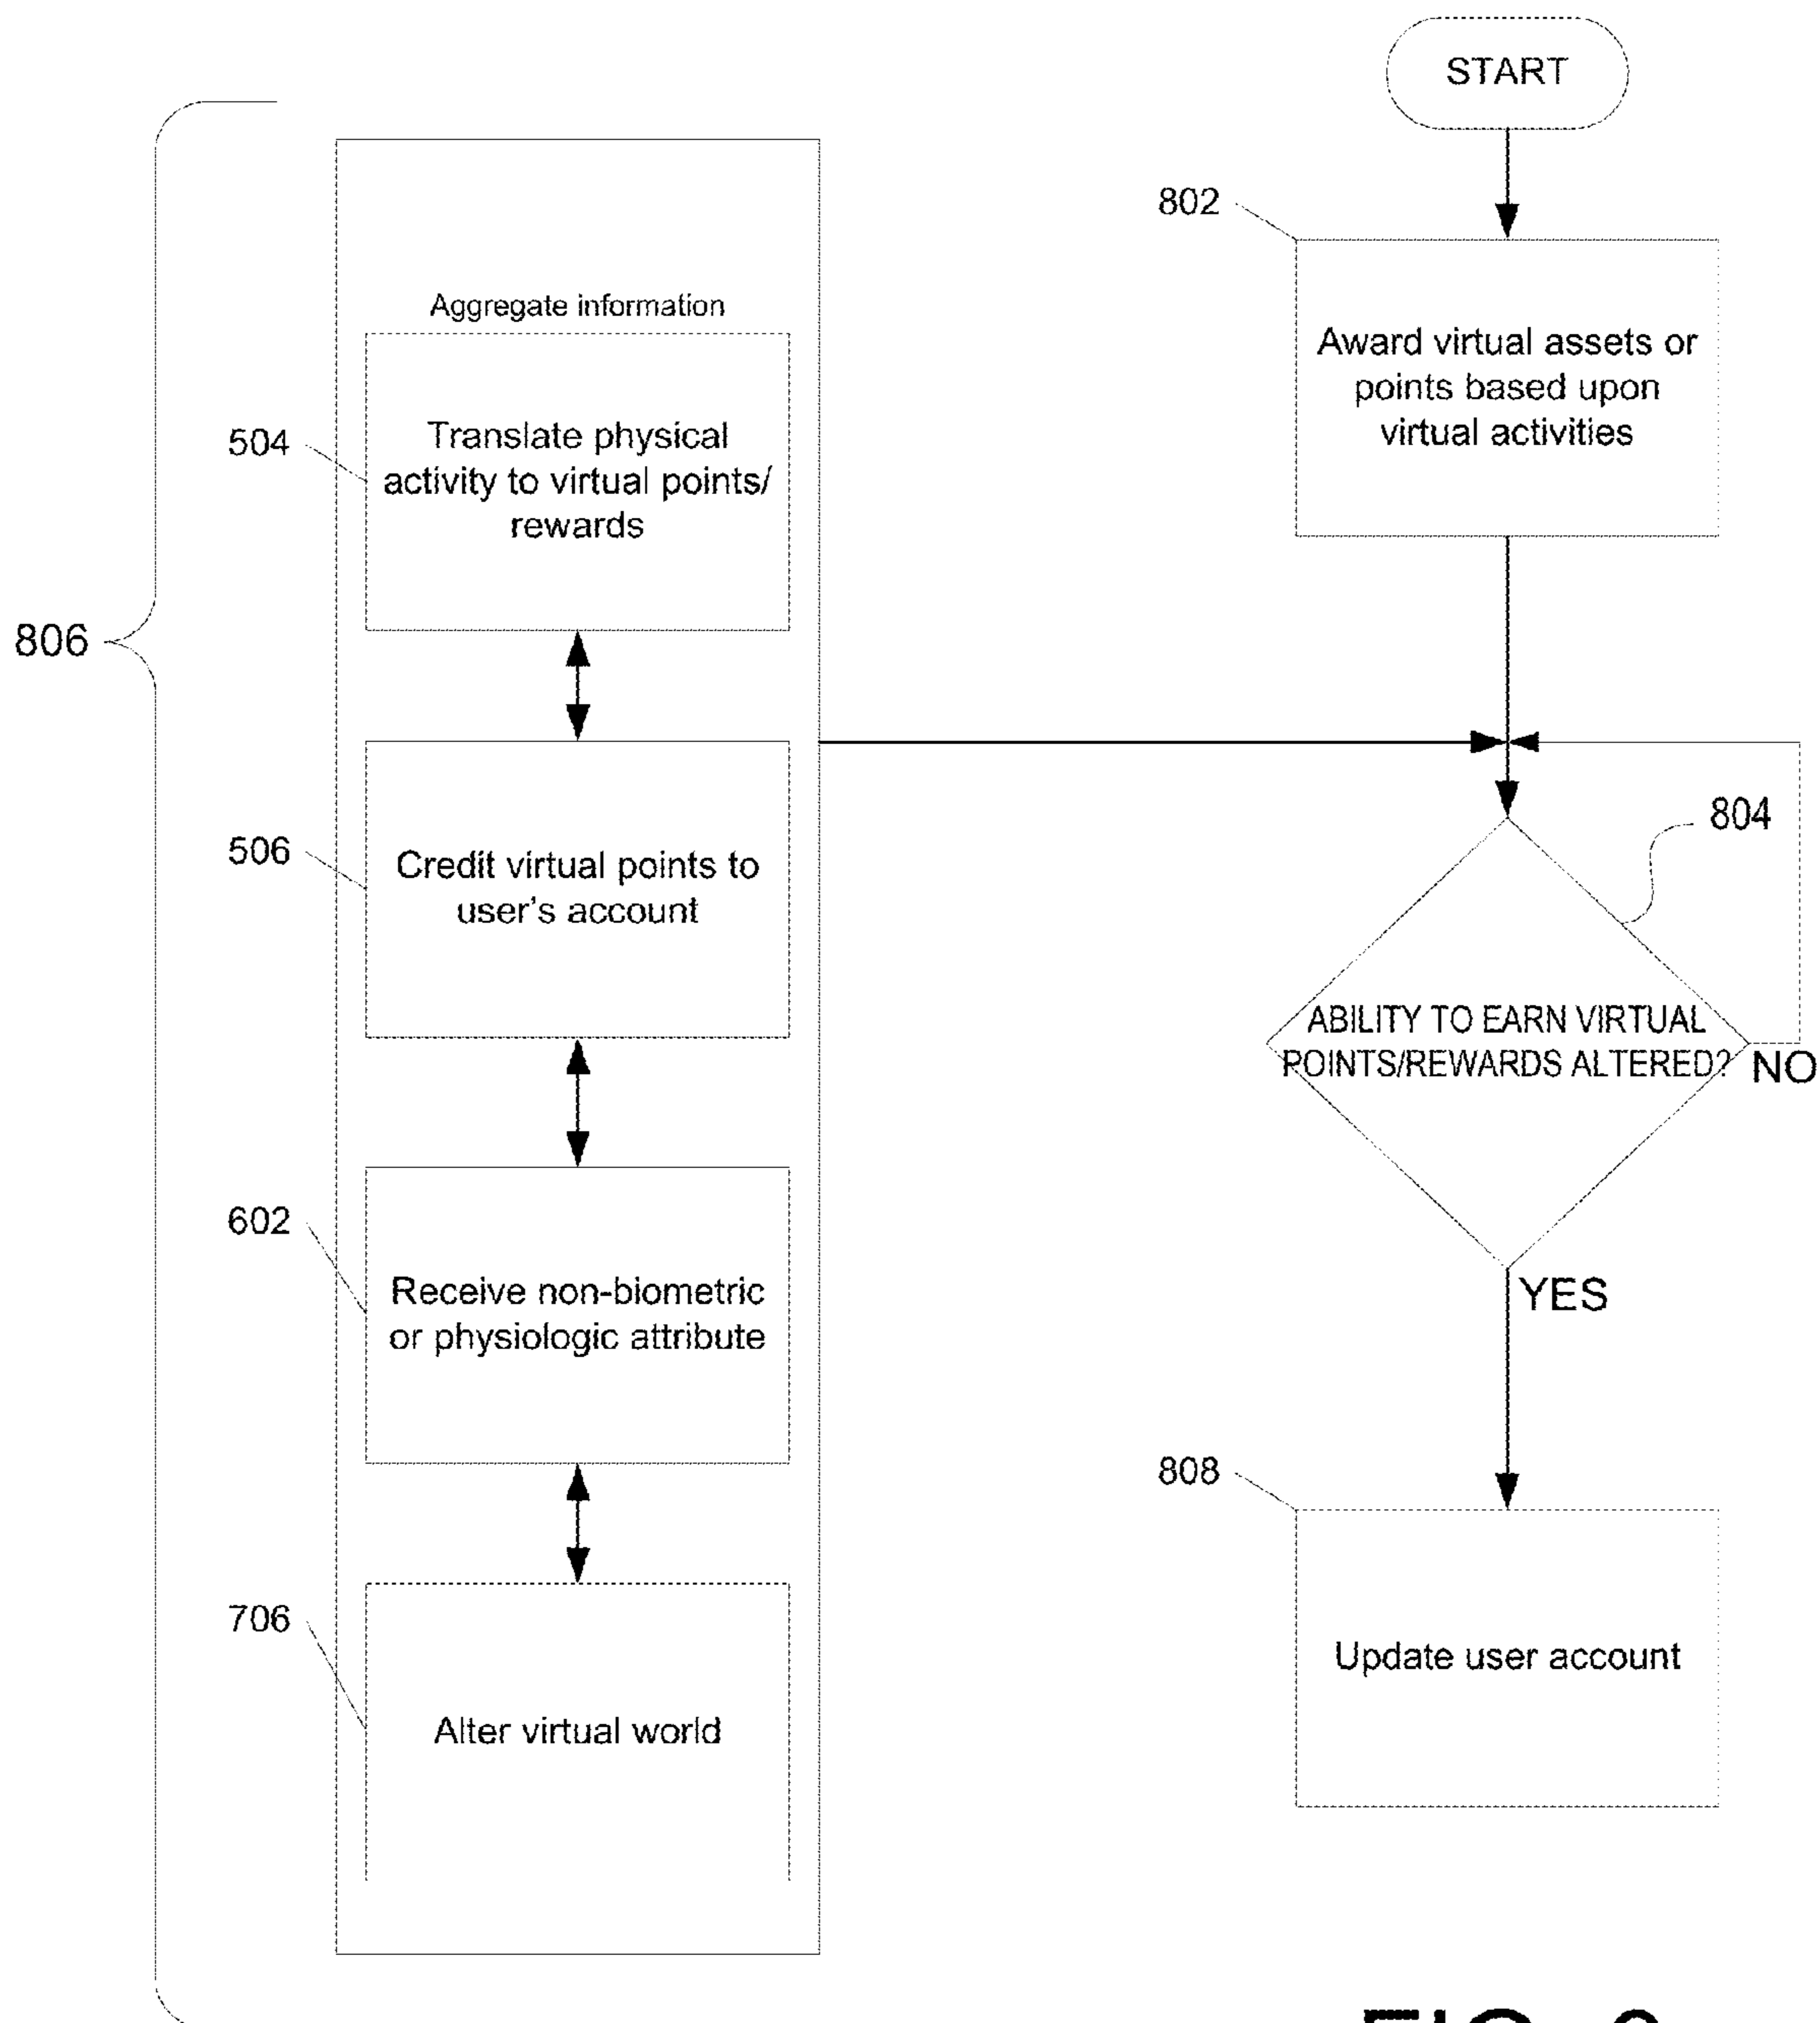 START
802
Award virtual assets or
points based upon
virtual activities
806
Aggregate information
504
Translate physical
activity to virtual points/
rewards
506
Credit virtual points to
user's account
602
Receive non-biometric
or physiologic attribute
706
Alter virtual world
804
ABILITY TO EARN VIRTUAL
POINTS/REWARDS ALTERED?
NO
YES
808
Update user account